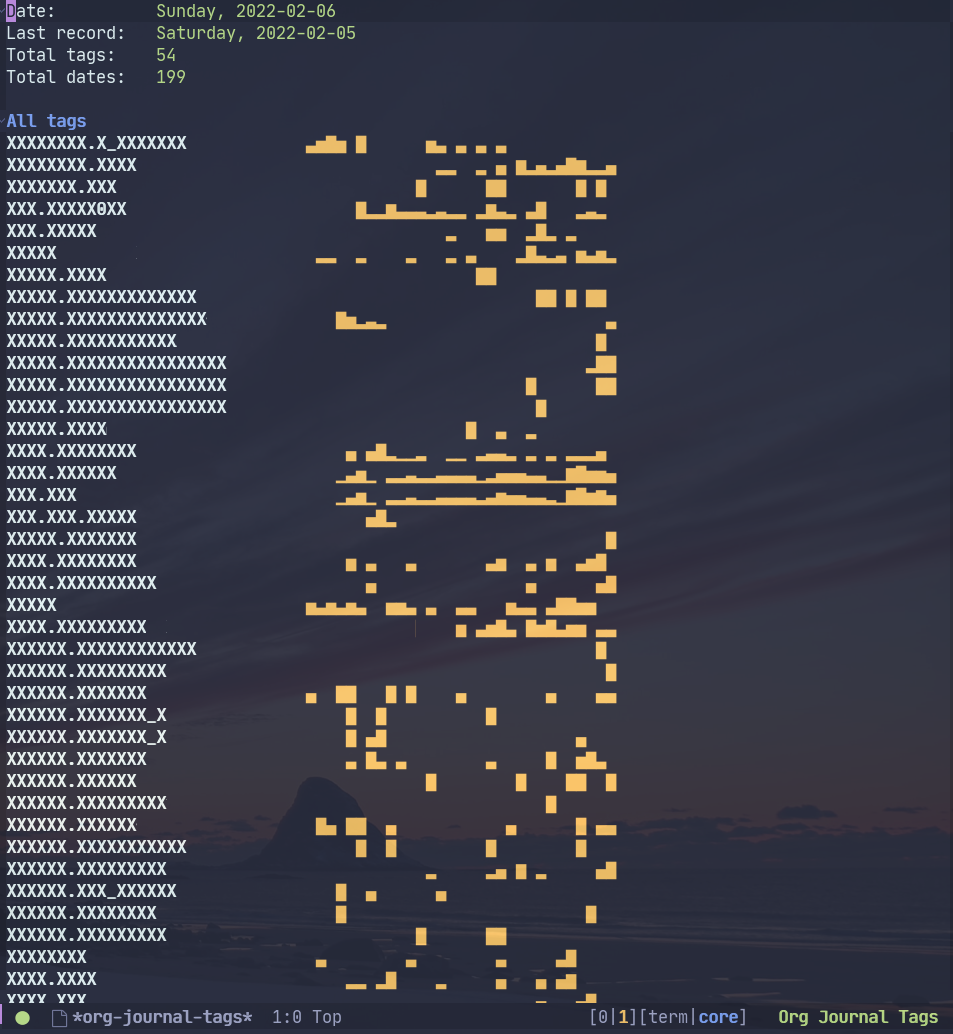 Date: Sunday, 2022-02-06
Last record: Saturday, 2022-02-05
Total tags: 54
Total dates: 199
All tags
XXXXXXXX.X_XXXXXXX
XXXXXXXX.XXXX
XXXXXXX.XXX
XXX.XXXXX0XX
XXX.XXXXX
XXXXX
XXXXX.XXXX
XXXXX.XXXXXXXXXXXXX
XXXXX.XXXXXXXXXXXXXX
XXXXX.XXXXXXXXXXX
XXXXX.XXXXXXXXXXXXXXXX
XXXXX.XXXXXXXXXXXXXXXX
XXXXX.XXXXXXXXXXXXXXXX
XXXXX.XXXX
XXXX.XXXXXXXX
XXXX.XXXXXX
XXX.XXX
XXX.XXX.XXXXX
XXXXX.XXXXXXX
XXXX.XXXXXXXX
XXXX.XXXXXXXXXX
XXXXX
XXXX.XXXXXXXXX
XXXXXX.XXXXXXXXXXXX
XXXXXX.XXXXXXXXX
XXXXXX.XXXXXXX
XXXXXX.XXXXXXX_X
XXXXXX.XXXXXXX_X
XXXXXX.XXXXXXX
XXXXXX.XXXXXX
XXXXXX.XXXXXXXXX
XXXXXX.XXXXXX
XXXXXX.XXXXXXXXXXX
XXXXXX.XXXXXXXXX
XXXXXX.XXX_XXXXXX
XXXXXX.XXXXXXXX
XXXXXX.XXXXXXXXX
XXXXXXXX
XXXX.XXXX
XXXX.XXX
*org-journal-tags* 1:0 Top [0|1][term|core] Org Journal Tags